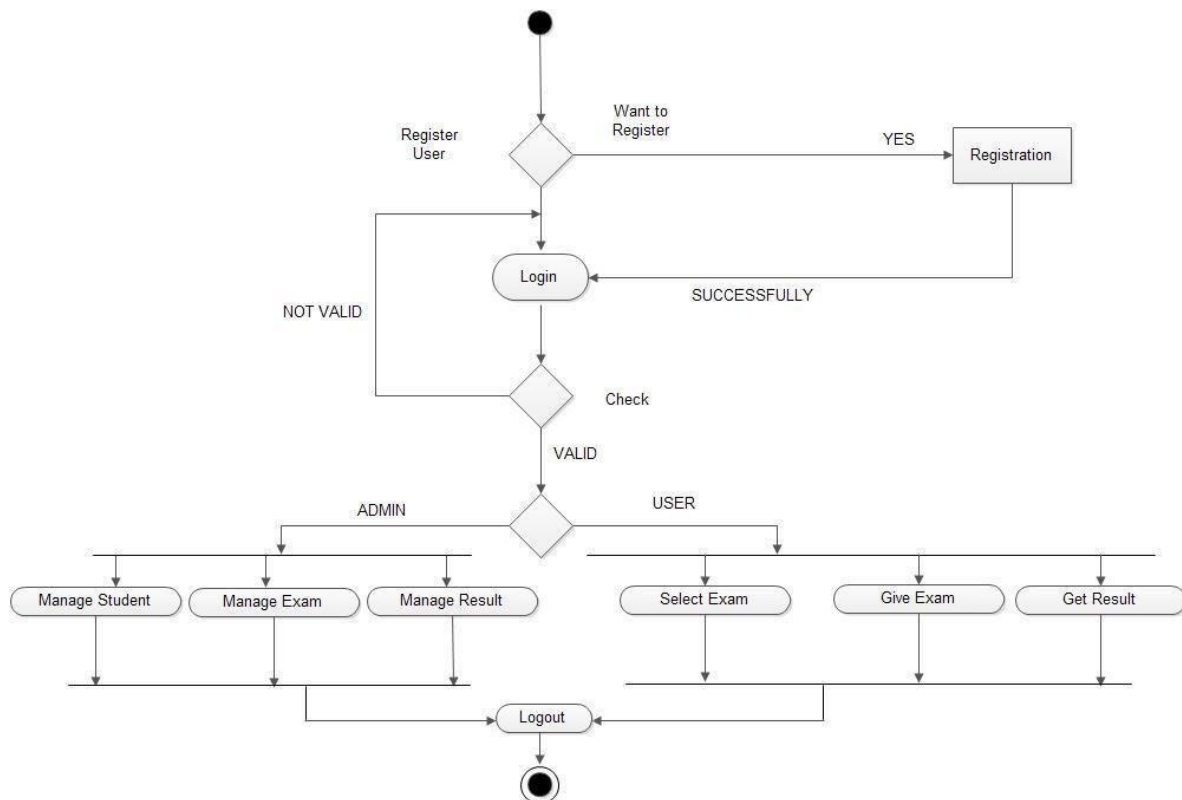 Want to
Register
Register
User
YES
Registration
Login
SUCCESSFULLY
NOT VALID
Check
VALID
ADMIN
USER
Manage Student
Manage Exam
Manage Result
Select Exam
Give Exam
Get Result
Logout